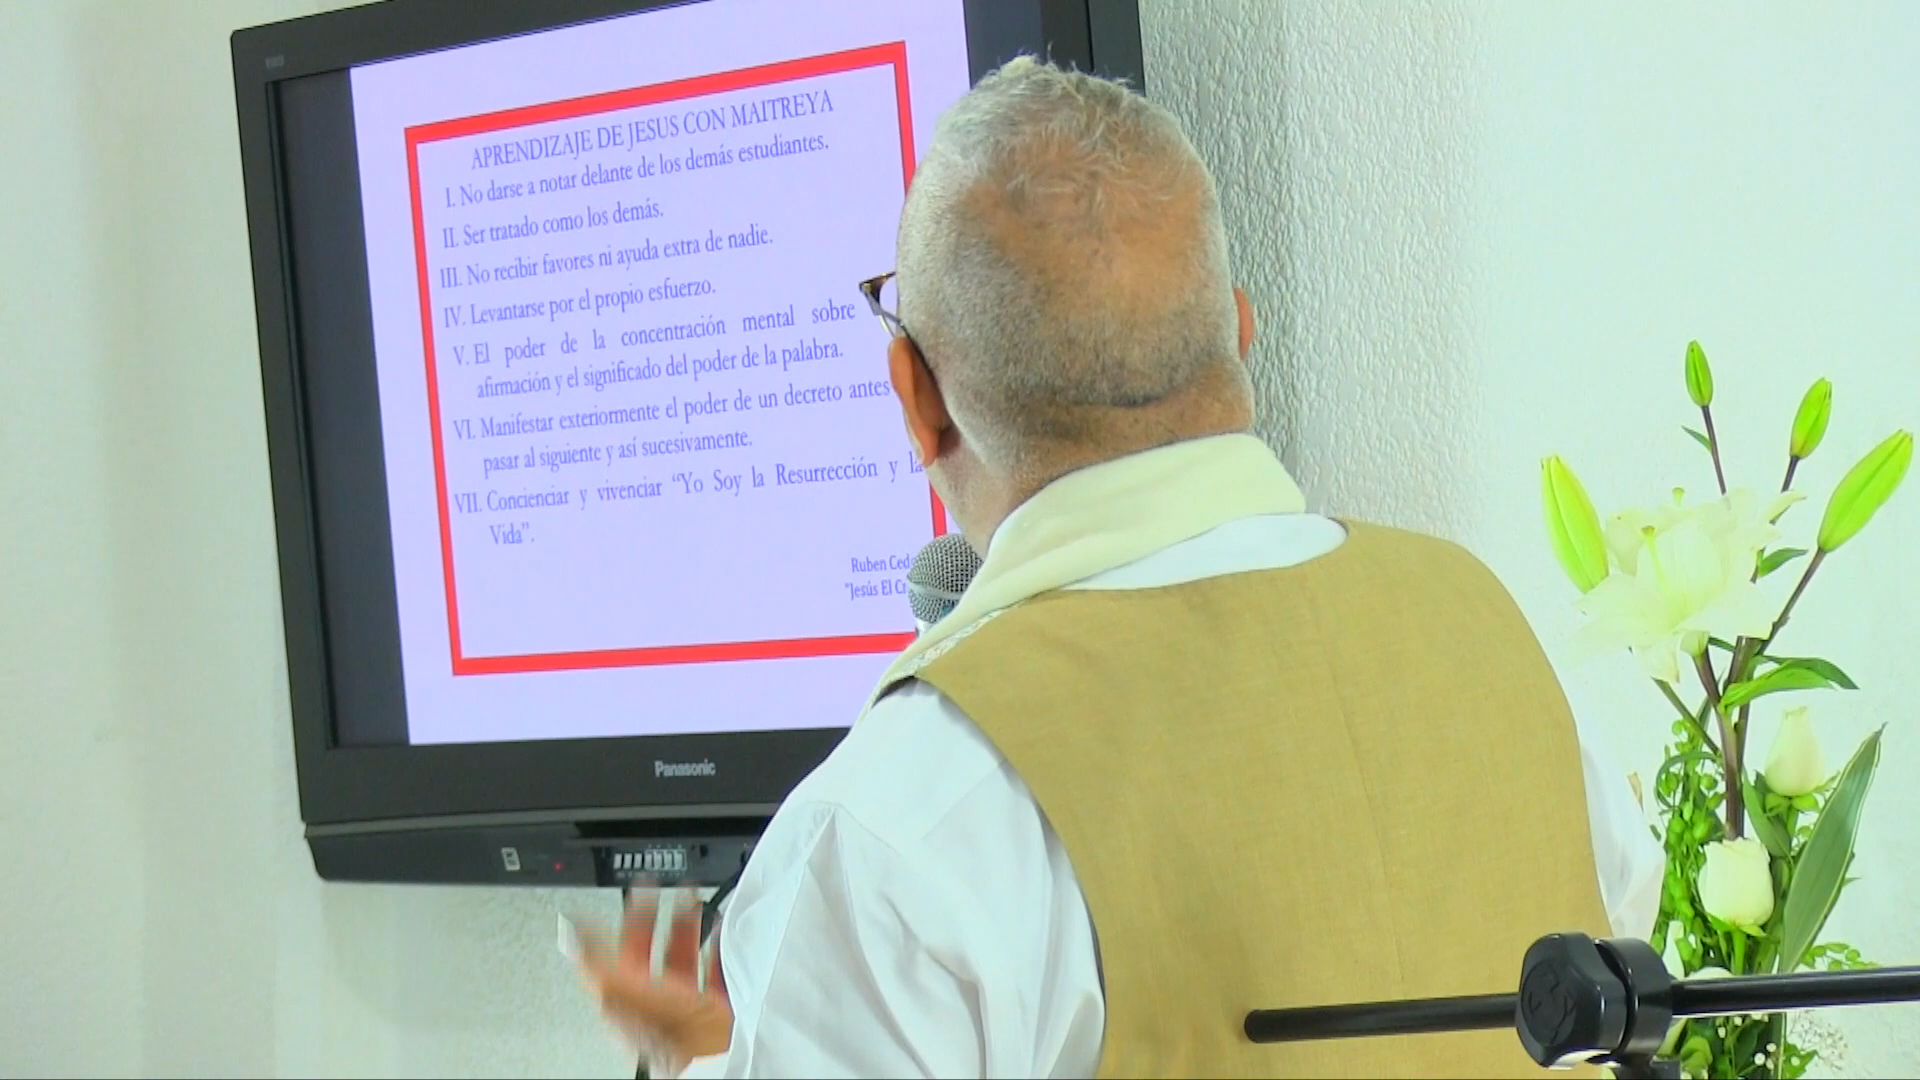 APRENDIZAJE DE JESUS CON MAITREYA
I. No darse a notar delante de los demás estudiantes.
II. Ser tratado como los demás.
III. No recibir favores ni ayuda extra de nadie.
IV. Levantarse por el propio esfuerzo.
V. El poder de la concentración mental sobre
afirmación y el significado del poder de la palabra.
VI. Manifestar exteriormente el poder de un decreto antes
pasar al siguiente y así sucesivamente.
VII. Concienciar y vivenciar “Yo Soy la Resurrección y la
Vida”.
Ruben
"Jesús El
Panasonic